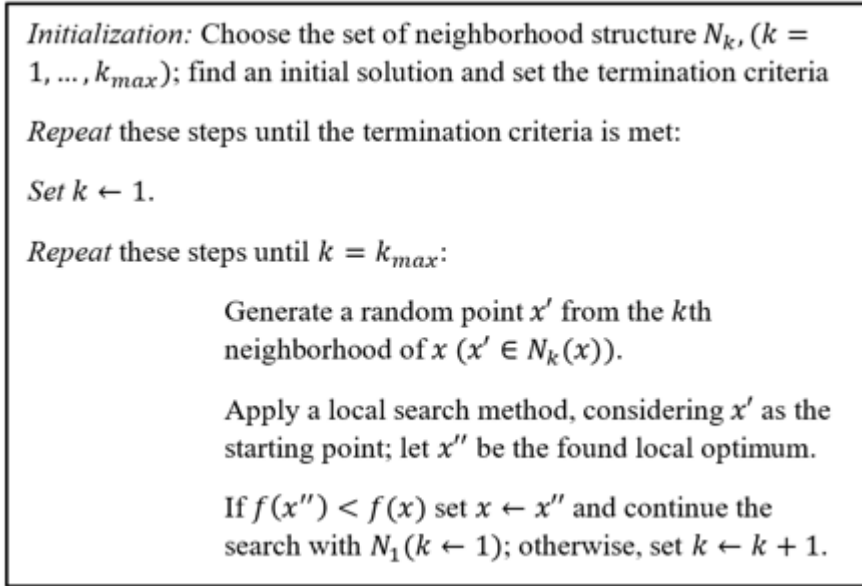 Initialization: Choose the set of neighborhood structure N_k, (k =
1, ..., k_max); find an initial solution and set the termination criteria
Repeat these steps until the termination criteria is met:
Set k ← 1.
Repeat these steps until k = k_max:
Generate a random point x′ from the kth
neighborhood of x (x′ ∈ N_k(x)).
Apply a local search method, considering x′ as the
starting point; let x″ be the found local optimum.
If f(x″) < f(x) set x ← x″ and continue the
search with N_1(k ← 1); otherwise, set k ← k + 1.